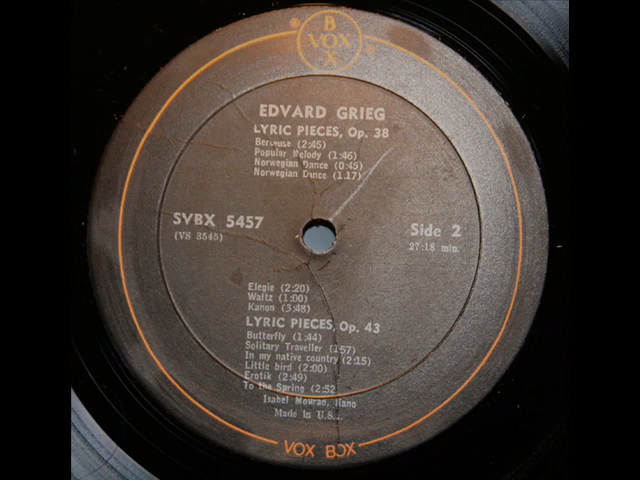 VOX
BOX
EDVARD GRIEG
LYRIC PIECES, Op. 38
Berceuse (2:45)
Popular Melody (1:46)
Norwegian Dance (0:45)
Norwegian Dance (1.17)
SVBX 5457
(VS 3545)
Side 2
27:18 min.
Elegie (2:20)
Waltz (1:00)
Kanon (3:48)
LYRIC PIECES, Op. 43
Butterfly (1:44)
Solitary Traveller (1:57)
In my native country (2:15)
Little bird (2:00)
Erotik (2:49)
To the Spring (2:52
Isabel Mourao, Piano
Made in U.S.
VOX BOX